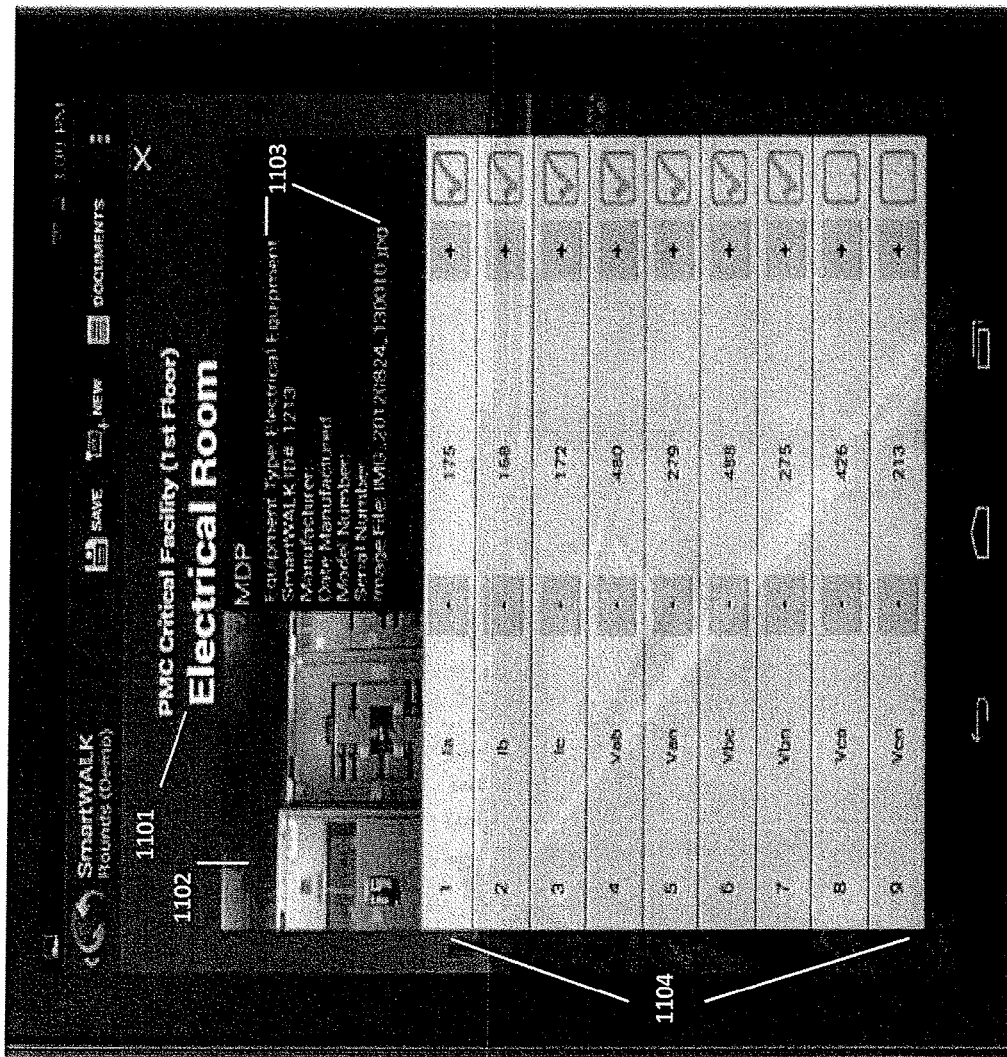 SmartWALK
Rounds (Demo)
SAVE
NEW
DOCUMENTS
1:30 PM
1101
PMC Critical Facility (1st Floor)
Electrical Room
X
1102
MDP
1103
Equipment Type: Electrical Equipment
SmartWALK ID#: 1213
Manufacturer:
Date Manufactured:
Model Number:
Serial Number:
Image File: IMG_20120824_130010.jpg
1 Ia - 175 +
2 Ib - 168 +
3 Ic - 172 +
4 Vab - 480 +
5 Van - 279 +
6 Vbc - 488 +
7 Vbn - 275 +
8 Vca - 426 +
9 Vcn - 213 +
1104